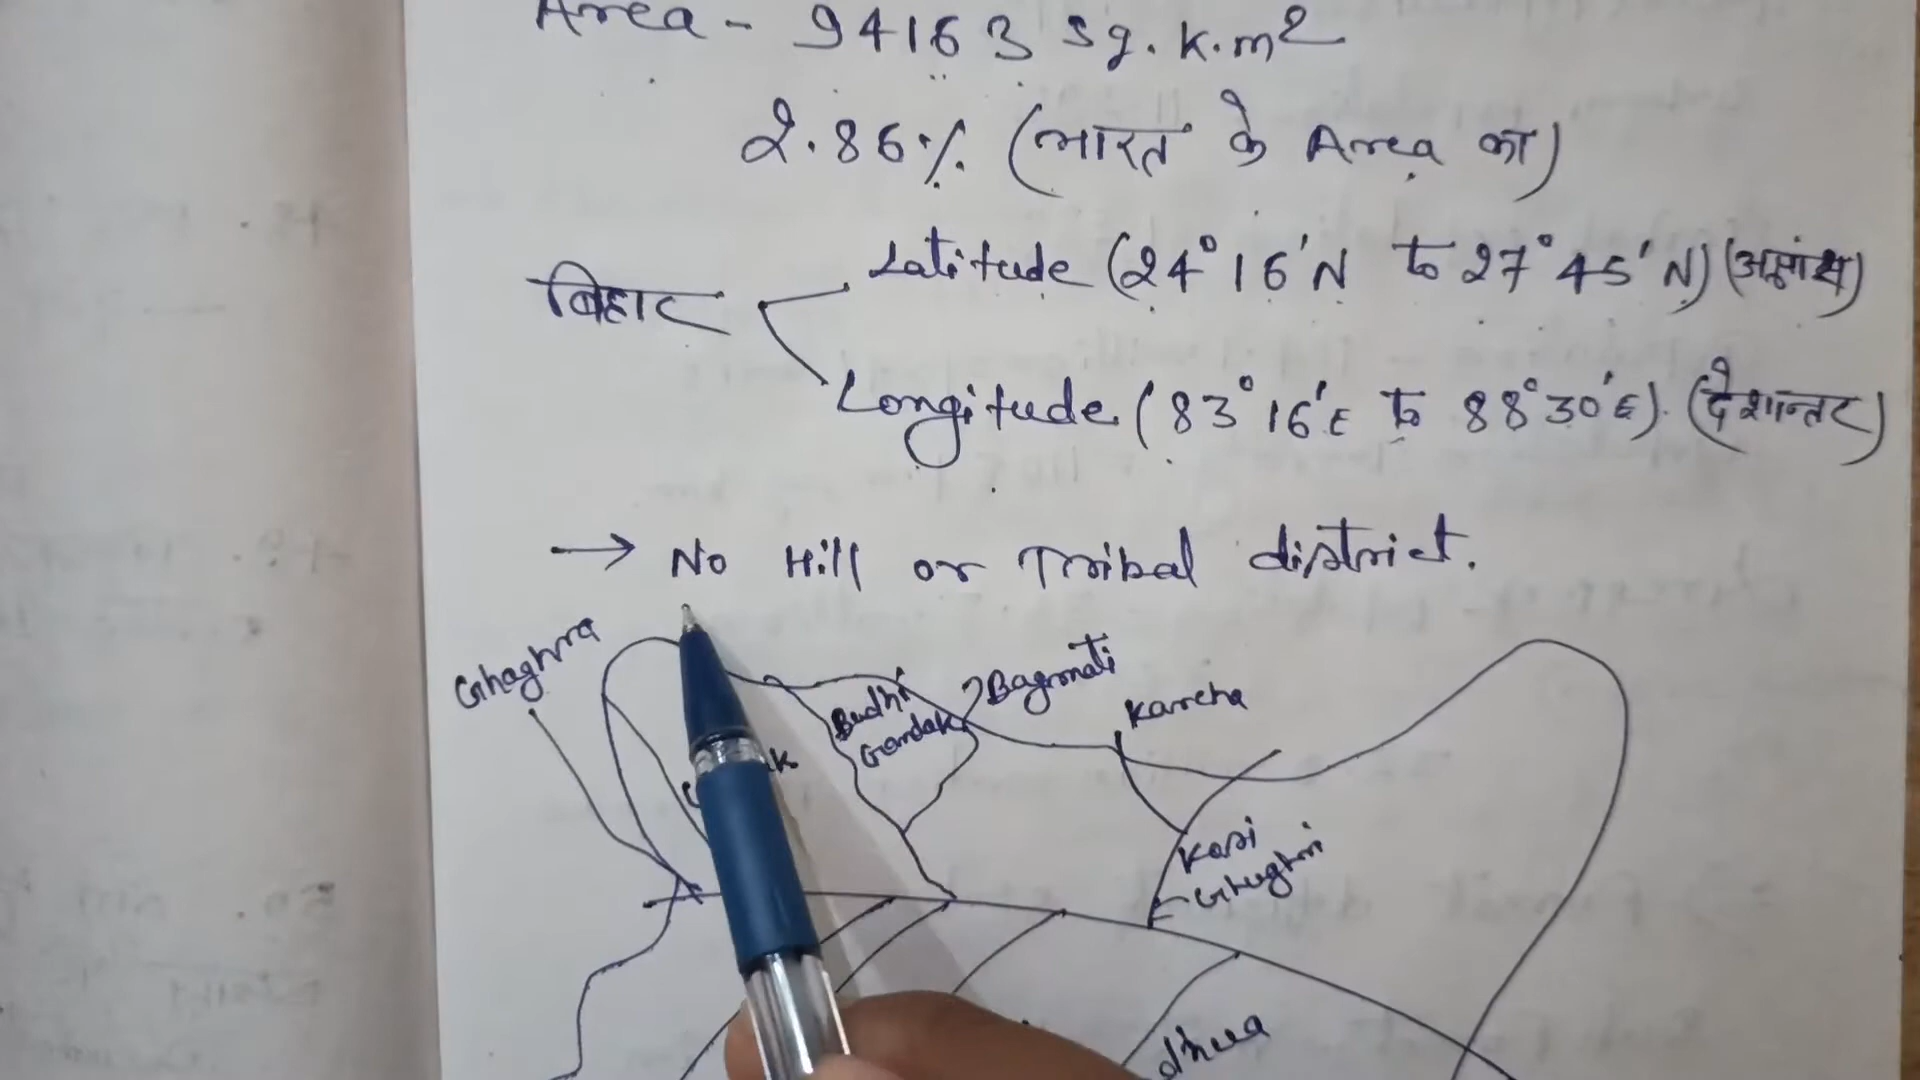 Area - 94163 Sq. K.m2
2.86% (भारत के Area का)
Latitude (24° 16' N to 27° 45' N) (अक्षांश)
बिहार
Longitude (83° 16' E to 88° 30' E). (देशान्तर)
→ No Hill or Tribal district.
Ghaghra
Bagmati
Budhi
Gandak
Kareha
Kosi
Ghughri